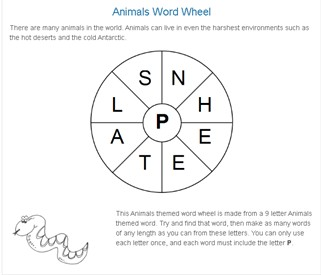 Animals Word Wheel
There are many animals in the world. Animals can live in even the harshest environments such as
the hot deserts and the cold Antarctic.
S N
L H
P
A E
T E
This Animals themed word wheel is made from a 9 letter Animals
themed word. Try and find that word, then make as many words
of any length as you can from these letters. You can only use
each letter once, and each word must include the letter P.